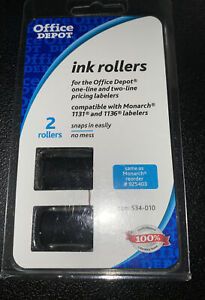 Office
DEPOT
ink rollers
for the Office Depot®
one-line and two-line
pricing labelers
compatible with Monarch®
1131® and 1136® labelers
2
rollers
snaps in easily
no mess
same as
Monarch®
reorder
# 925403
534-010
100%